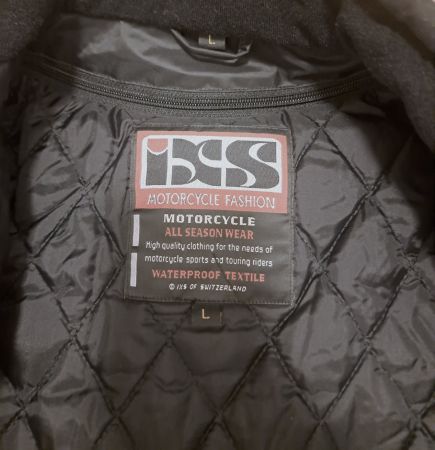 L
iXS
MOTORCYCLE FASHION
MOTORCYCLE
ALL SEASON WEAR
High quality clothing for the needs of
motorcycle sports and touring riders
WATERPROOF TEXTILE
© IXS OF SWITZERLAND
L